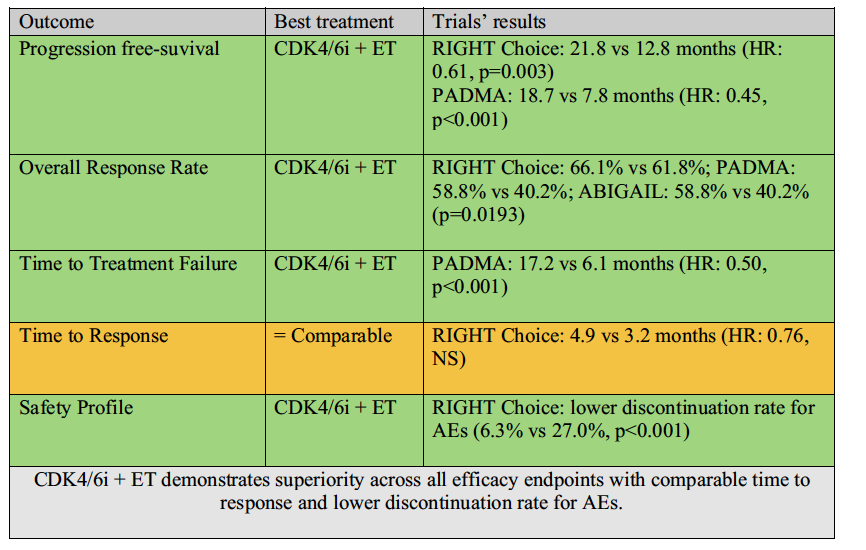 Outcome
Best treatment
Trials’ results
Progression free-suvival
CDK4/6i + ET
RIGHT Choice: 21.8 vs 12.8 months (HR:
0.61, p=0.003)
PADMA: 18.7 vs 7.8 months (HR: 0.45,
p<0.001)
Overall Response Rate
CDK4/6i + ET
RIGHT Choice: 66.1% vs 61.8%; PADMA:
58.8% vs 40.2%; ABIGAIL: 58.8% vs 40.2%
(p=0.0193)
Time to Treatment Failure
CDK4/6i + ET
PADMA: 17.2 vs 6.1 months (HR: 0.50,
p<0.001)
Time to Response
= Comparable
RIGHT Choice: 4.9 vs 3.2 months (HR: 0.76,
NS)
Safety Profile
CDK4/6i + ET
RIGHT Choice: lower discontinuation rate for
AEs (6.3% vs 27.0%, p<0.001)
CDK4/6i + ET demonstrates superiority across all efficacy endpoints with comparable time to
response and lower discontinuation rate for AEs.